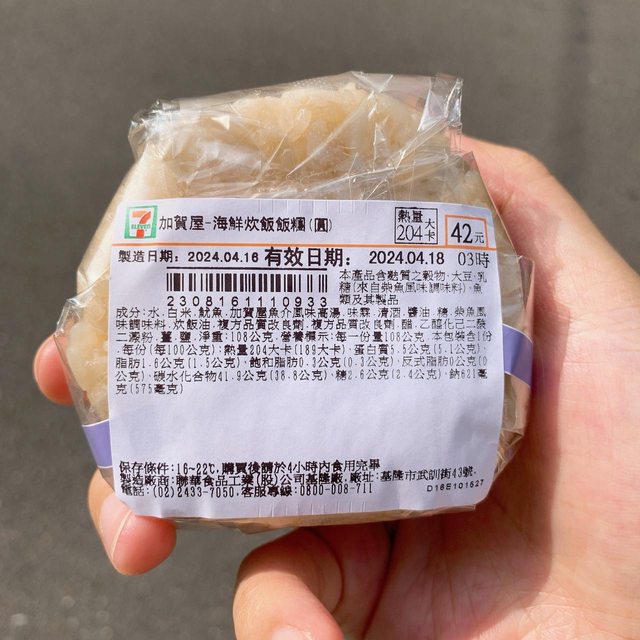 7
ELEVEN
加賀屋-海鮮炊飯飯糰(圓)
熱量
204大卡
42元
製造日期: 2024.04.16 有效日期: 2024.04.18 03時
2308161110933
本產品含麩質之穀物、大豆、乳
糖(來自柴魚風味調味料)、魚
類及其製品
成分:水、白米、魷魚、加賀屋魚介風味高湯、味霖、清酒、醬油、糖、柴魚風
味調味料、炊飯油、複方品質改良劑、複方品質改良劑、醋、乙醯化己二酸
二澱粉、薑、鹽;淨重:108公克;營養標示:每一份量108公克、本包裝含1份
、每份(每100公克):熱量204大卡(189大卡)、蛋白質5.5公克(5.1公克)、
脂肪1.6公克(1.5公克)、飽和脂肪0.3公克(0.3公克)、反式脂肪0公克(0
公克)、碳水化合物41.9公克(38.8公克)、糖2.6公克(2.4公克)、鈉621毫
克(575毫克)
保存條件:16~22℃,購買後請於4小時內食用完畢
製造廠商:聯華食品工業(股)公司基隆廠、廠址:基隆市武訓街43號、
電話:(02)2433-7050,客服專線:0800-008-711
D16E101527